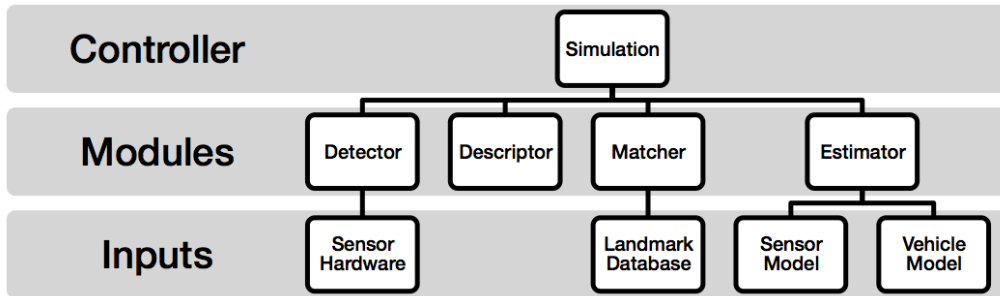 Controller
Simulation
Modules
Detector
Descriptor
Matcher
Estimator
Inputs
Sensor
Hardware
Landmark
Database
Sensor
Model
Vehicle
Model